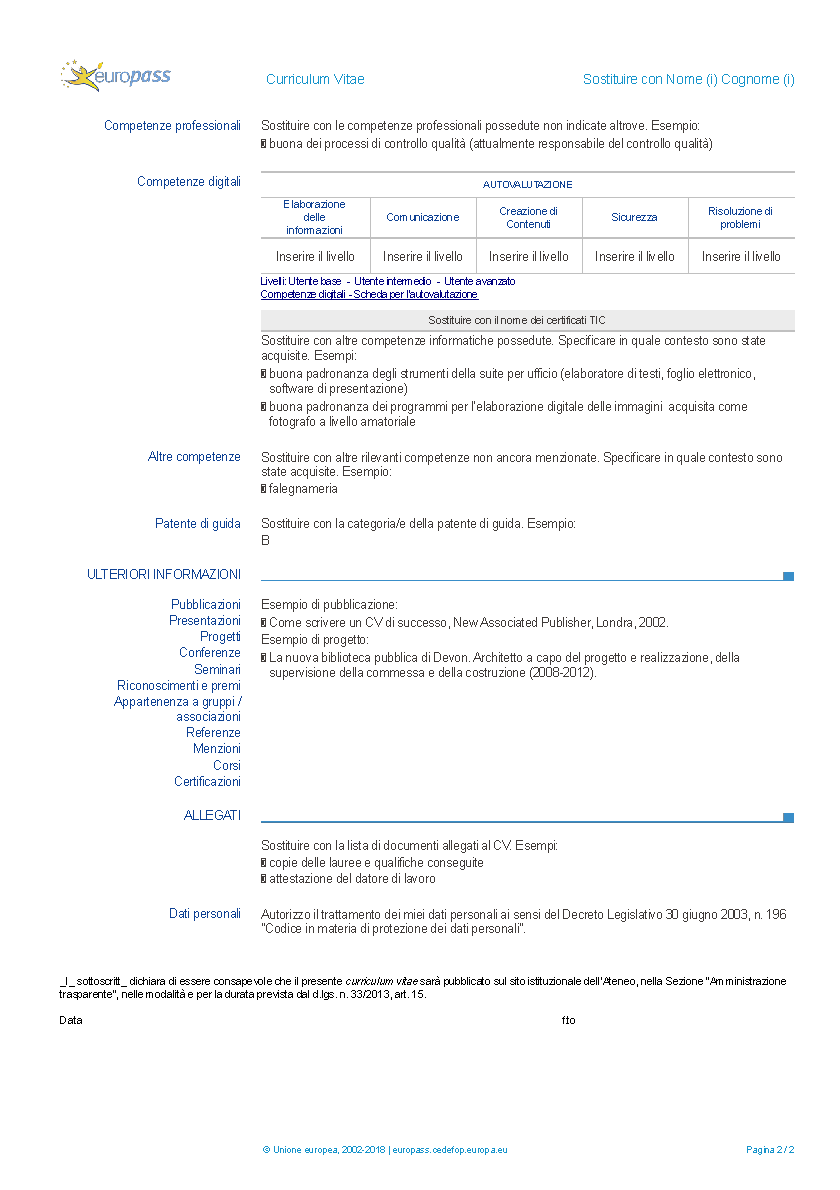 europass
Curriculum Vitae
Sostituire con Nome (i) Cognome (i)
Competenze professionali
Sostituire con le competenze professionali possedute non indicate altrove. Esempio:
buona dei processi di controllo qualità (attualmente responsabile del controllo qualità)
Competenze digitali
AUTOVALUTAZIONE
Elaborazione
delle
informazioni
Comunicazione
Creazione di
Contenuti
Sicurezza
Risoluzione di
problemi
Inserire il livello
Inserire il livello
Inserire il livello
Inserire il livello
Inserire il livello
Livelli: Utente base - Utente intermedio - Utente avanzato
Competenze digitali - Scheda per l'autovalutazione
Sostituire con il nome dei certificati TIC
Sostituire con altre competenze informatiche possedute. Specificare in quale contesto sono state
acquisite. Esempi:
buona padronanza degli strumenti della suite per ufficio (elaboratore di testi, foglio elettronico,
software di presentazione)
buona padronanza dei programmi per l'elaborazione digitale delle immagini acquisita come
fotografo a livello amatoriale
Altre competenze
Sostituire con altre rilevanti competenze non ancora menzionate. Specificare in quale contesto sono
state acquisite. Esempio:
falegnameria
Patente di guida
Sostituire con la categoria/e della patente di guida. Esempio:
B
ULTERIORI INFORMAZIONI
Pubblicazioni
Presentazioni
Progetti
Conferenze
Seminari
Riconoscimenti e premi
Appartenenza a gruppi /
associazioni
Referenze
Menzioni
Corsi
Certificazioni
Esempio di pubblicazione:
Come scrivere un CV di successo, New Associated Publisher, Londra, 2002.
Esempio di progetto:
La nuova biblioteca pubblica di Devon. Architetto a capo del progetto e realizzazione, della
supervisione della commessa e della costruzione (2008-2012).
ALLEGATI
Sostituire con la lista di documenti allegati al CV. Esempi:
copie delle lauree e qualifiche conseguite
attestazione del datore di lavoro
Dati personali
Autorizzo il trattamento dei miei dati personali ai sensi del Decreto Legislativo 30 giugno 2003, n. 196
"Codice in materia di protezione dei dati personali".
_l_ sottoscritt_ dichiara di essere consapevole che il presente curriculum vitae sarà pubblicato sul sito istituzionale dell'Ateneo, nella Sezione "Amministrazione
trasparente", nelle modalità e per la durata prevista dal d.lgs. n. 33/2013, art. 15.
Data
f.to
© Unione europea, 2002-2018 | europass.cedefop.europa.eu
Pagina 2 / 2